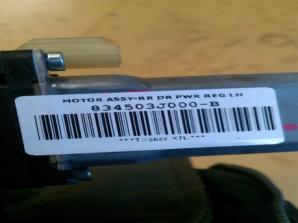 MOTOR ASSY-RR DR PWR REG LH
834503J000-B